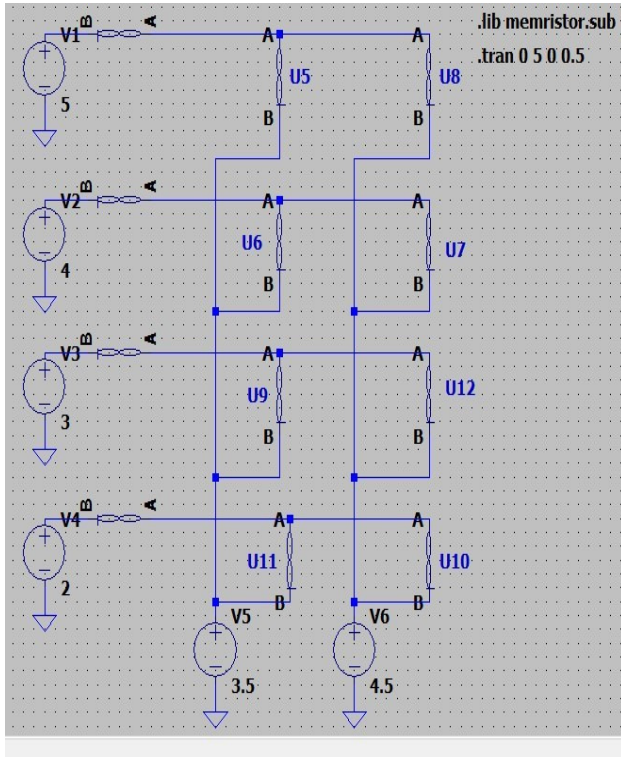 .lib memristor.sub
.tran 0 5 0 0.5
V1 B A A A
U5 U8
5
B B
V2 B A A A
U6 U7
4
B B
V3 B A A A
U9 U12
3
B B
V4 B A A A
U11 U10
2
B B
V5 V6
3.5 4.5